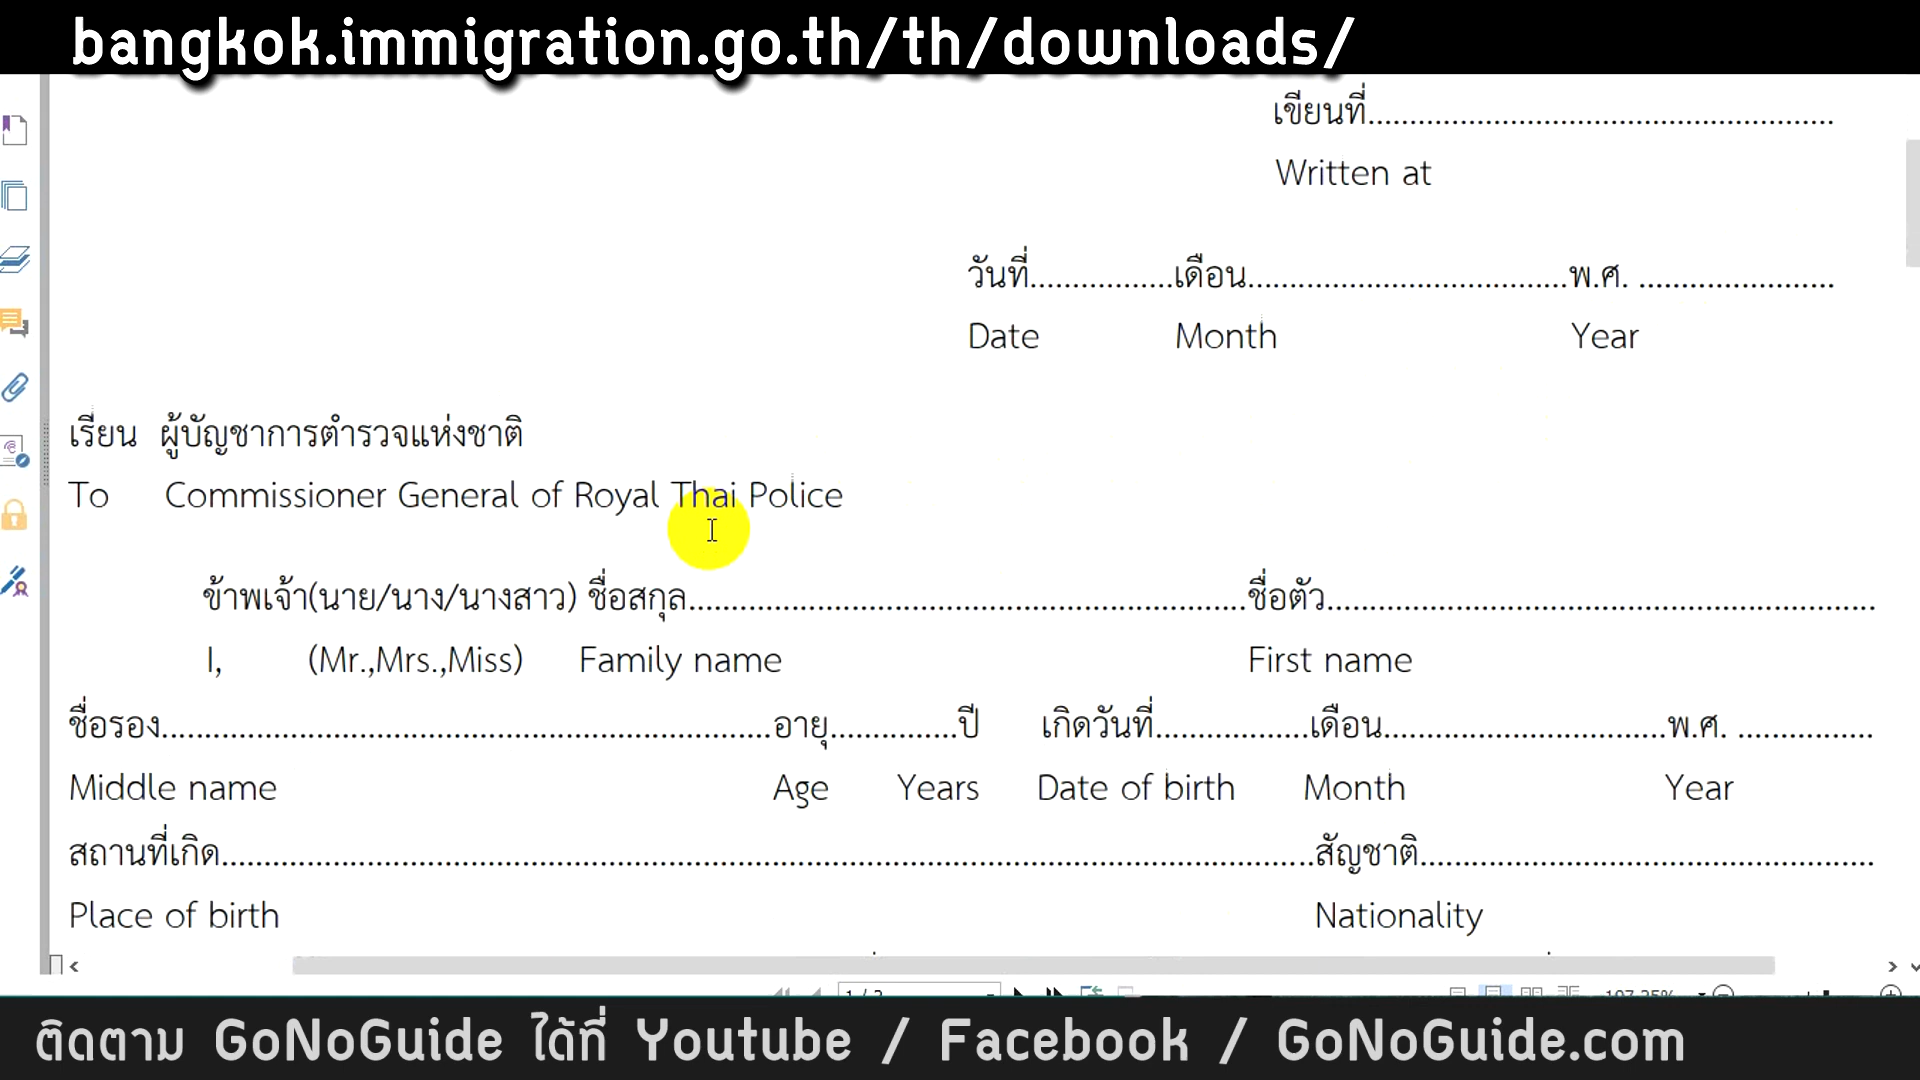 bangkok.immigration.go.th/th/downloads/
เขียนที่........................................................
Written at
วันที่.................เดือน......................................พ.ศ. .......................
Date Month Year
เรียน ผู้บัญชาการตำรวจแห่งชาติ
To Commissioner General of Royal Thai Police
ข้าพเจ้า(นาย/นาง/นางสาว) ชื่อสกุล..................................................................ชื่อตัว.................................................................
I, (Mr.,Mrs.,Miss) Family name First name
ชื่อรอง.........................................................................อายุ...............ปี เกิดวันที่..................เดือน..................................พ.ศ. ................
Middle name Age Years Date of birth Month Year
สถานที่เกิด...................................................................................................................................สัญชาติ......................................................
Place of birth Nationality
ติดตาม GoNoGuide ได้ที่ Youtube / Facebook / GoNoGuide.com